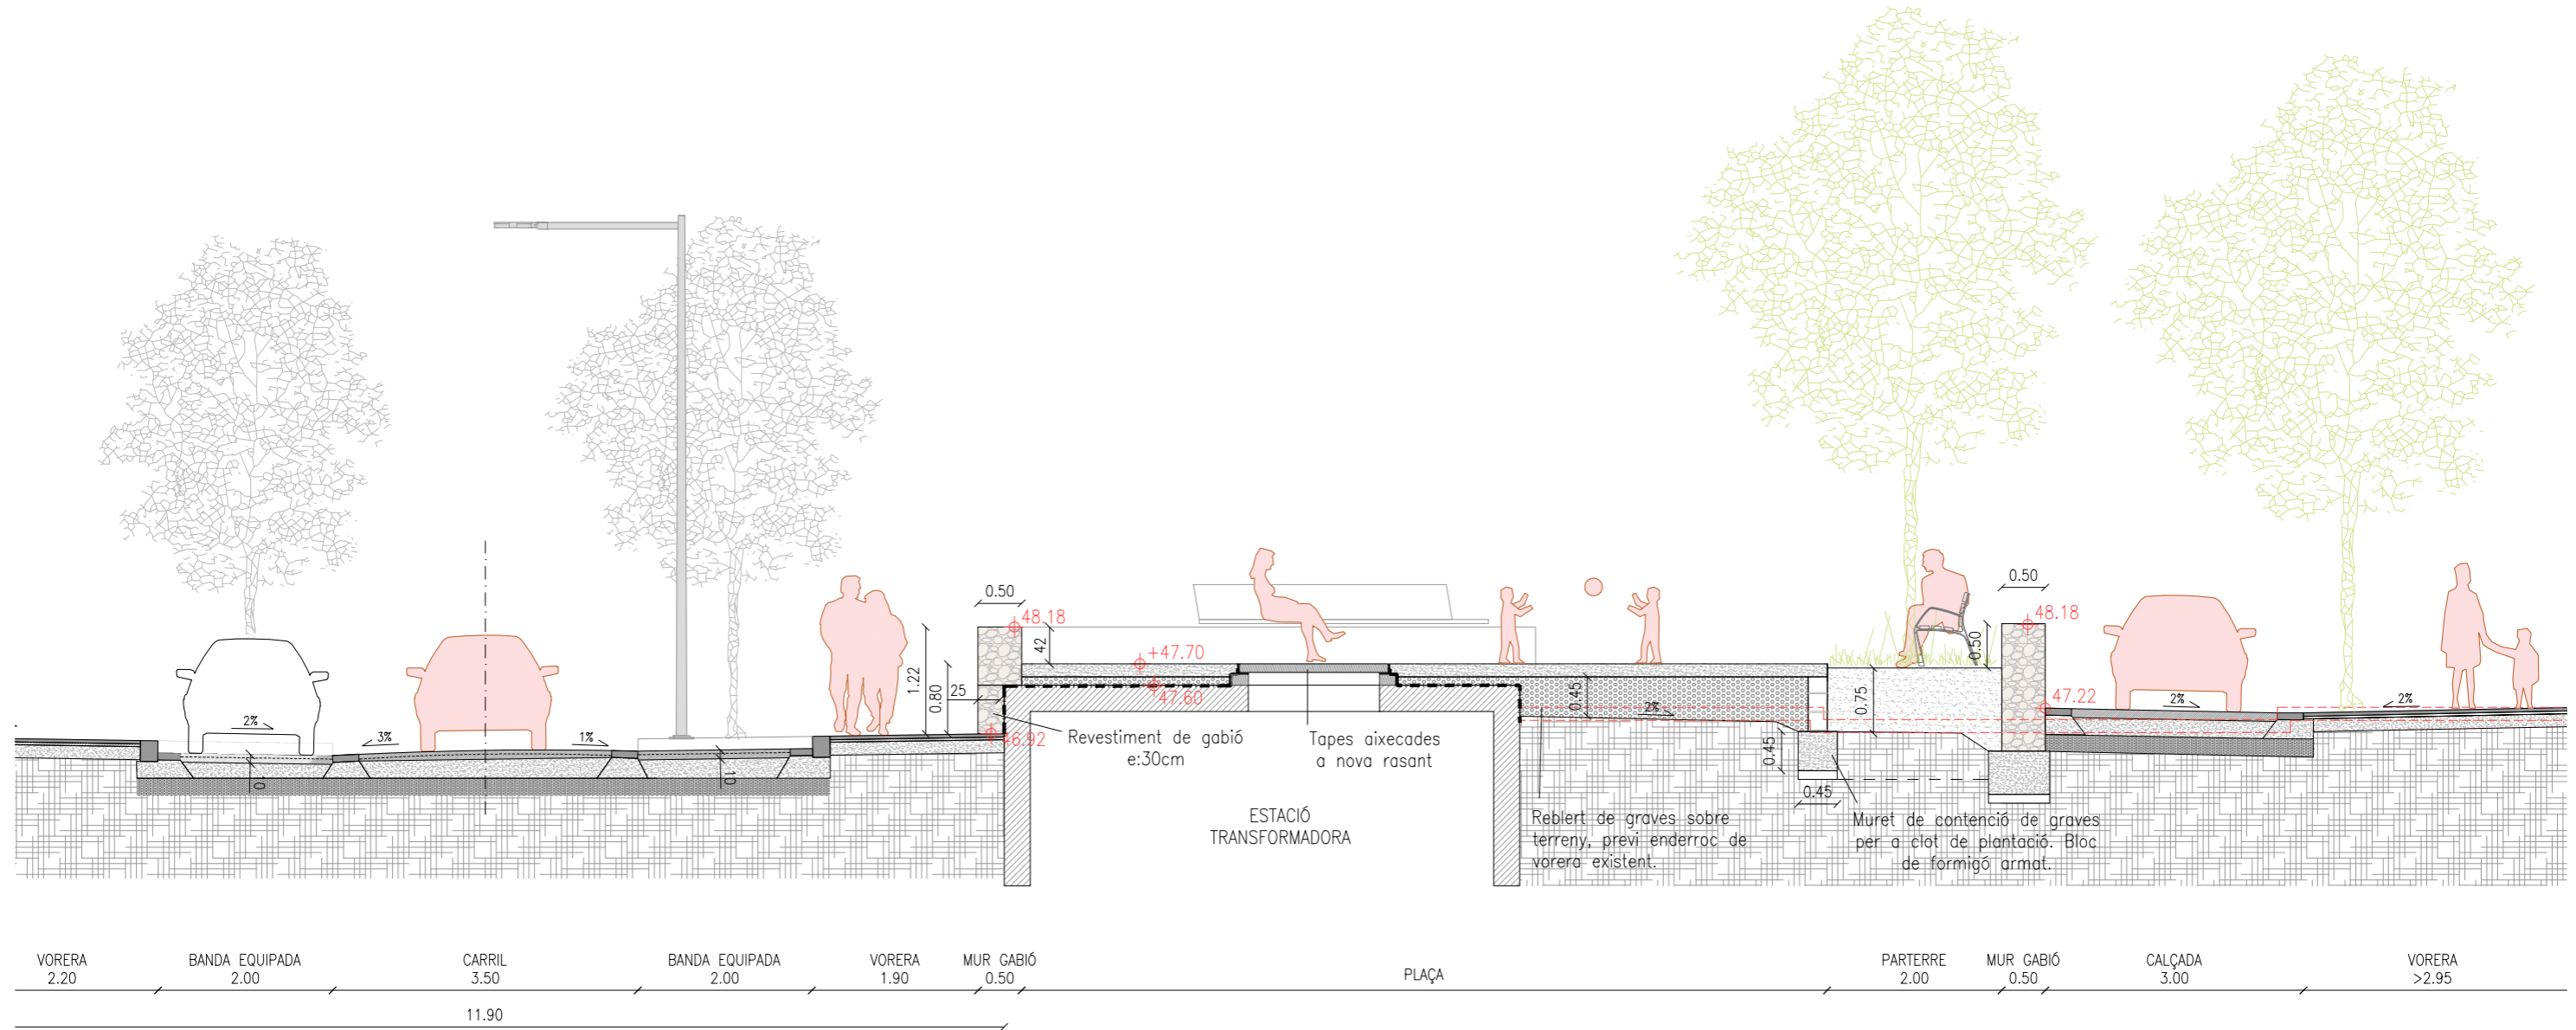 0.50
48.18
42
1.22
0.80
25
+47.70
47.60
46.92
Revestiment de gabió
e:30cm
Tapes aixecades
a nova rasant
ESTACIÓ
TRANSFORMADORA
0.45
2%
0.75
0.50
0.50
48.18
47.22
2%
2%
2%
3%
1%
10
10
0.45
0.45
Reblert de graves sobre
terreny, previ enderroc de
vorera existent.
Muret de contenció de graves
per a clot de plantació. Bloc
de formigó armat.
VORERA
2.20
BANDA EQUIPADA
2.00
CARRIL
3.50
BANDA EQUIPADA
2.00
VORERA
1.90
MUR GABIÓ
0.50
PLAÇA
PARTERRE
2.00
MUR GABIÓ
0.50
CALÇADA
3.00
VORERA
>2.95
11.90